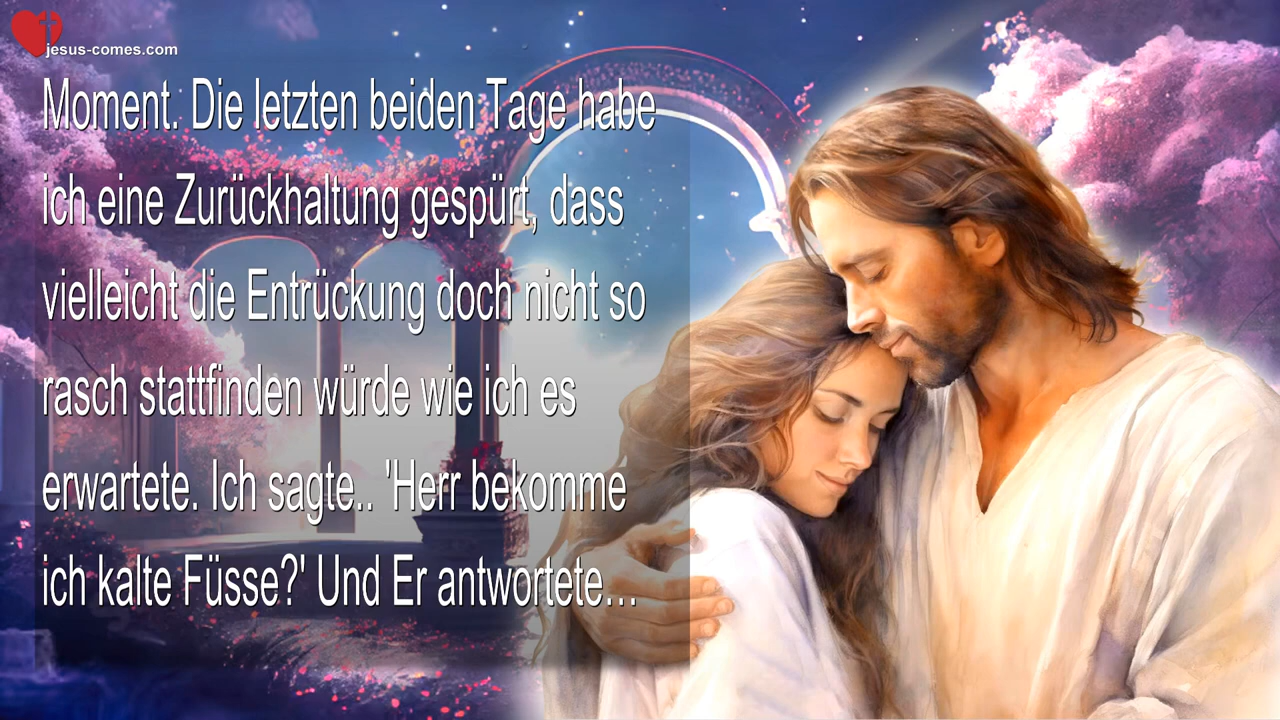 jesus-comes.com
Moment. Die letzten beiden Tage habe
ich eine Zurückhaltung gespürt, dass
vielleicht die Entrückung doch nicht so
rasch stattfinden würde wie ich es
erwartete. Ich sagte.. 'Herr bekomme
ich kalte Füsse?' Und Er antwortete...